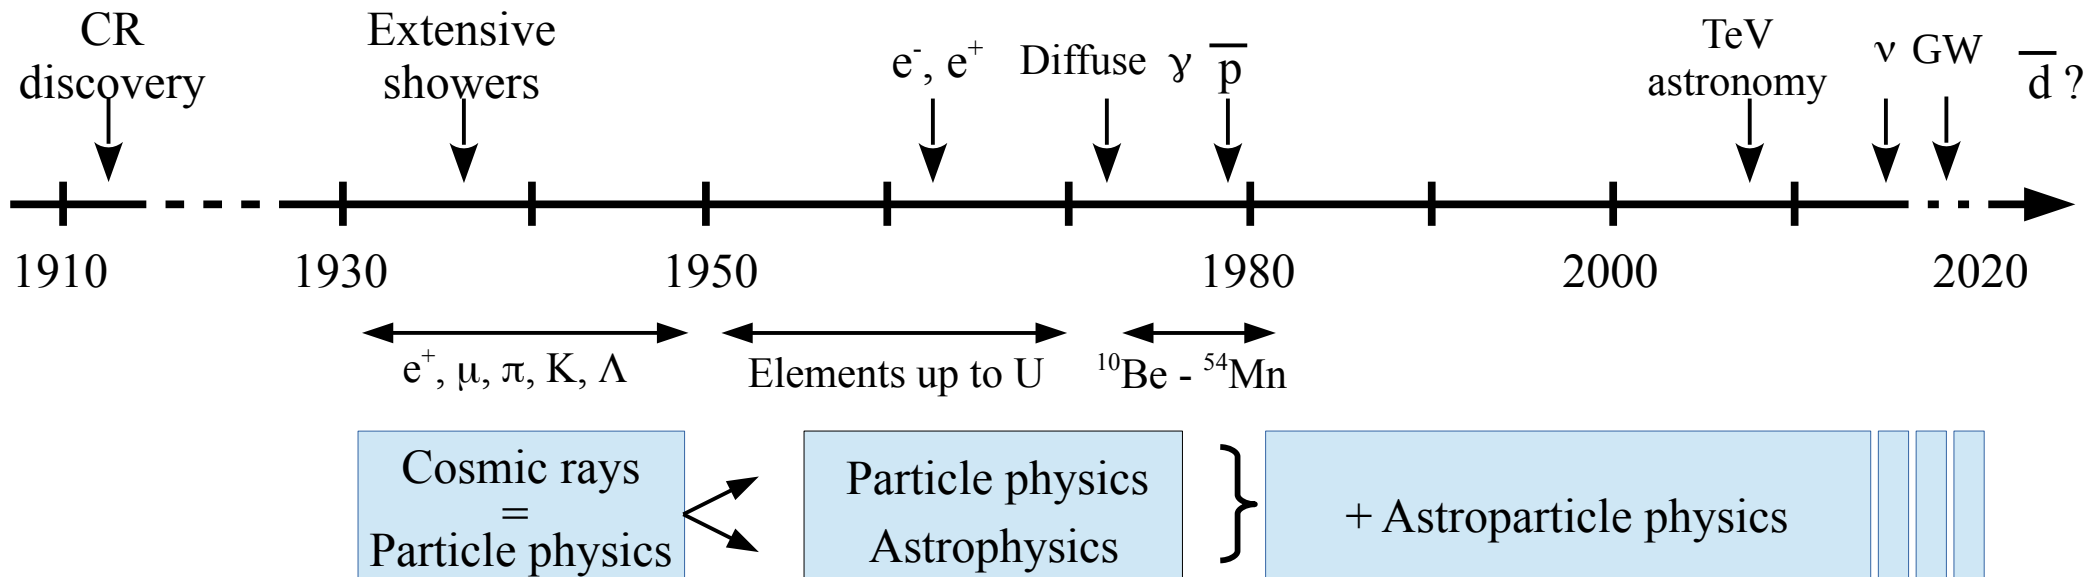 CR
discovery
Extensive
showers
e⁻, e⁺
Diffuse γ
p̅
TeV
astronomy
ν
GW
d̅ ?
1910
1930
1950
1980
2000
2020
e⁺, μ, π, K, Λ
Elements up to U
¹⁰Be - ⁵⁴Mn
Cosmic rays
=
Particle physics
Particle physics
Astrophysics
+ Astroparticle physics